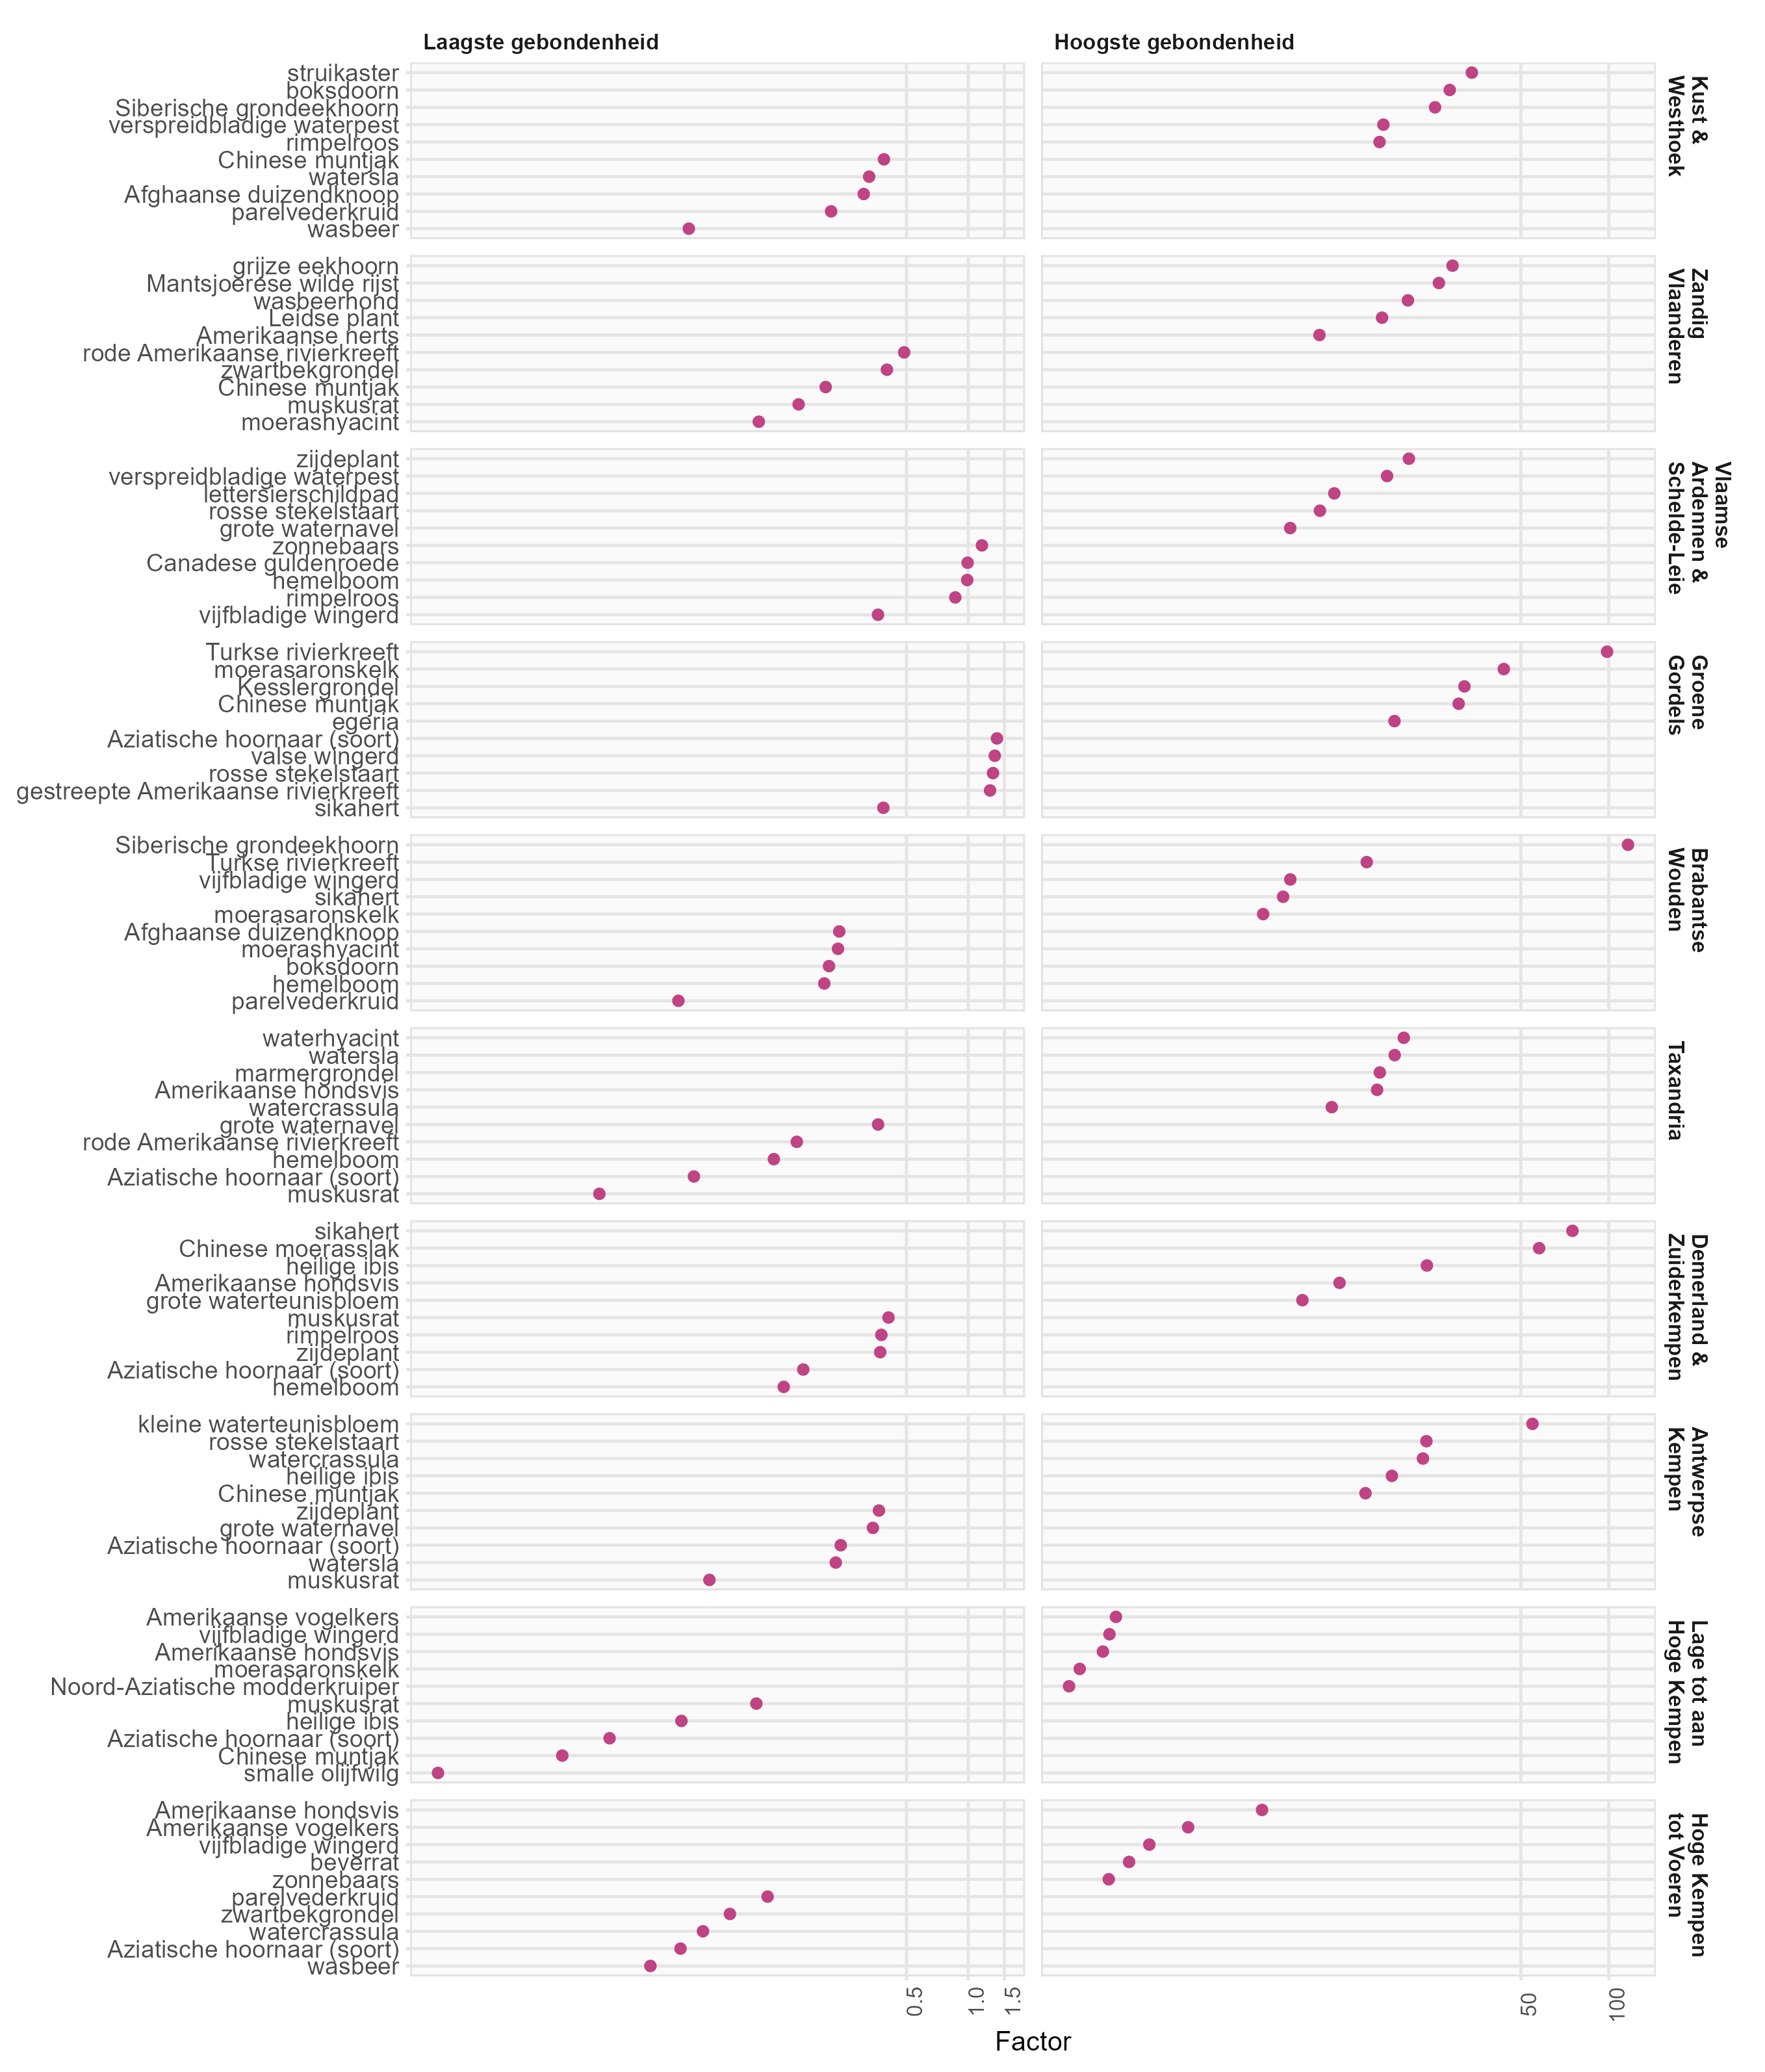 Laagste gebondenheid
Hoogste gebondenheid
struikaster
boksdoorn
Siberische grondeekhoorn
verspreidbladige waterpest
rimpelroos
Chinese muntjak
watersla
Afghaanse duizendknoop
parelvederkruid
wasbeer
Kust &
Westhoek
grijze eekhoorn
Mantsjoerese wilde rijst
wasbeerhond
Leidse plant
Amerikaanse nerts
rode Amerikaanse rivierkreeft
zwartbekgrondel
Chinese muntjak
muskusrat
moerashyacint
Zandig
Vlaanderen
zijdeplant
verspreidbladige waterpest
lettersierschildpad
rosse stekelstaart
grote waternavel
zonnebaars
Canadese guldenroede
hemelboom
rimpelroos
vijfbladige wingerd
Vlaamse
Ardennen &
Schelde-Leie
Turkse rivierkreeft
moerasaronskelk
Kesslergrondel
Chinese muntjak
egeria
Aziatische hoornaar (soort)
valse wingerd
rosse stekelstaart
gestreepte Amerikaanse rivierkreeft
sikahert
Groene
Gordels
Siberische grondeekhoorn
Turkse rivierkreeft
vijfbladige wingerd
sikahert
moerasaronskelk
Afghaanse duizendknoop
moerashyacint
boksdoorn
hemelboom
parelvederkruid
Brabantse
Wouden
waterhyacint
watersla
marmergrondel
Amerikaanse hondsvis
watercrassula
grote waternavel
rode Amerikaanse rivierkreeft
hemelboom
Aziatische hoornaar (soort)
muskusrat
Taxandria
sikahert
Chinese moerasslak
heilige ibis
Amerikaanse hondsvis
grote waterteunisbloem
muskusrat
rimpelroos
zijdeplant
Aziatische hoornaar (soort)
hemelboom
Demerland &
Zuiderkempen
kleine waterteunisbloem
rosse stekelstaart
watercrassula
heilige ibis
Chinese muntjak
zijdeplant
grote waternavel
Aziatische hoornaar (soort)
watersla
muskusrat
Antwerpse
Kempen
Amerikaanse vogelkers
vijfbladige wingerd
Amerikaanse hondsvis
moerasaronskelk
Noord-Aziatische modderkruiper
muskusrat
heilige ibis
Aziatische hoornaar (soort)
Chinese muntjak
smalle olijfwilg
Lage tot aan
Hoge Kempen
Amerikaanse hondsvis
Amerikaanse vogelkers
vijfbladige wingerd
beverrat
zonnebaars
parelvederkruid
zwartbekgrondel
watercrassula
Aziatische hoornaar (soort)
wasbeer
Hoge Kempen
tot Voeren
0.5
1.0
1.5
50
100
Factor